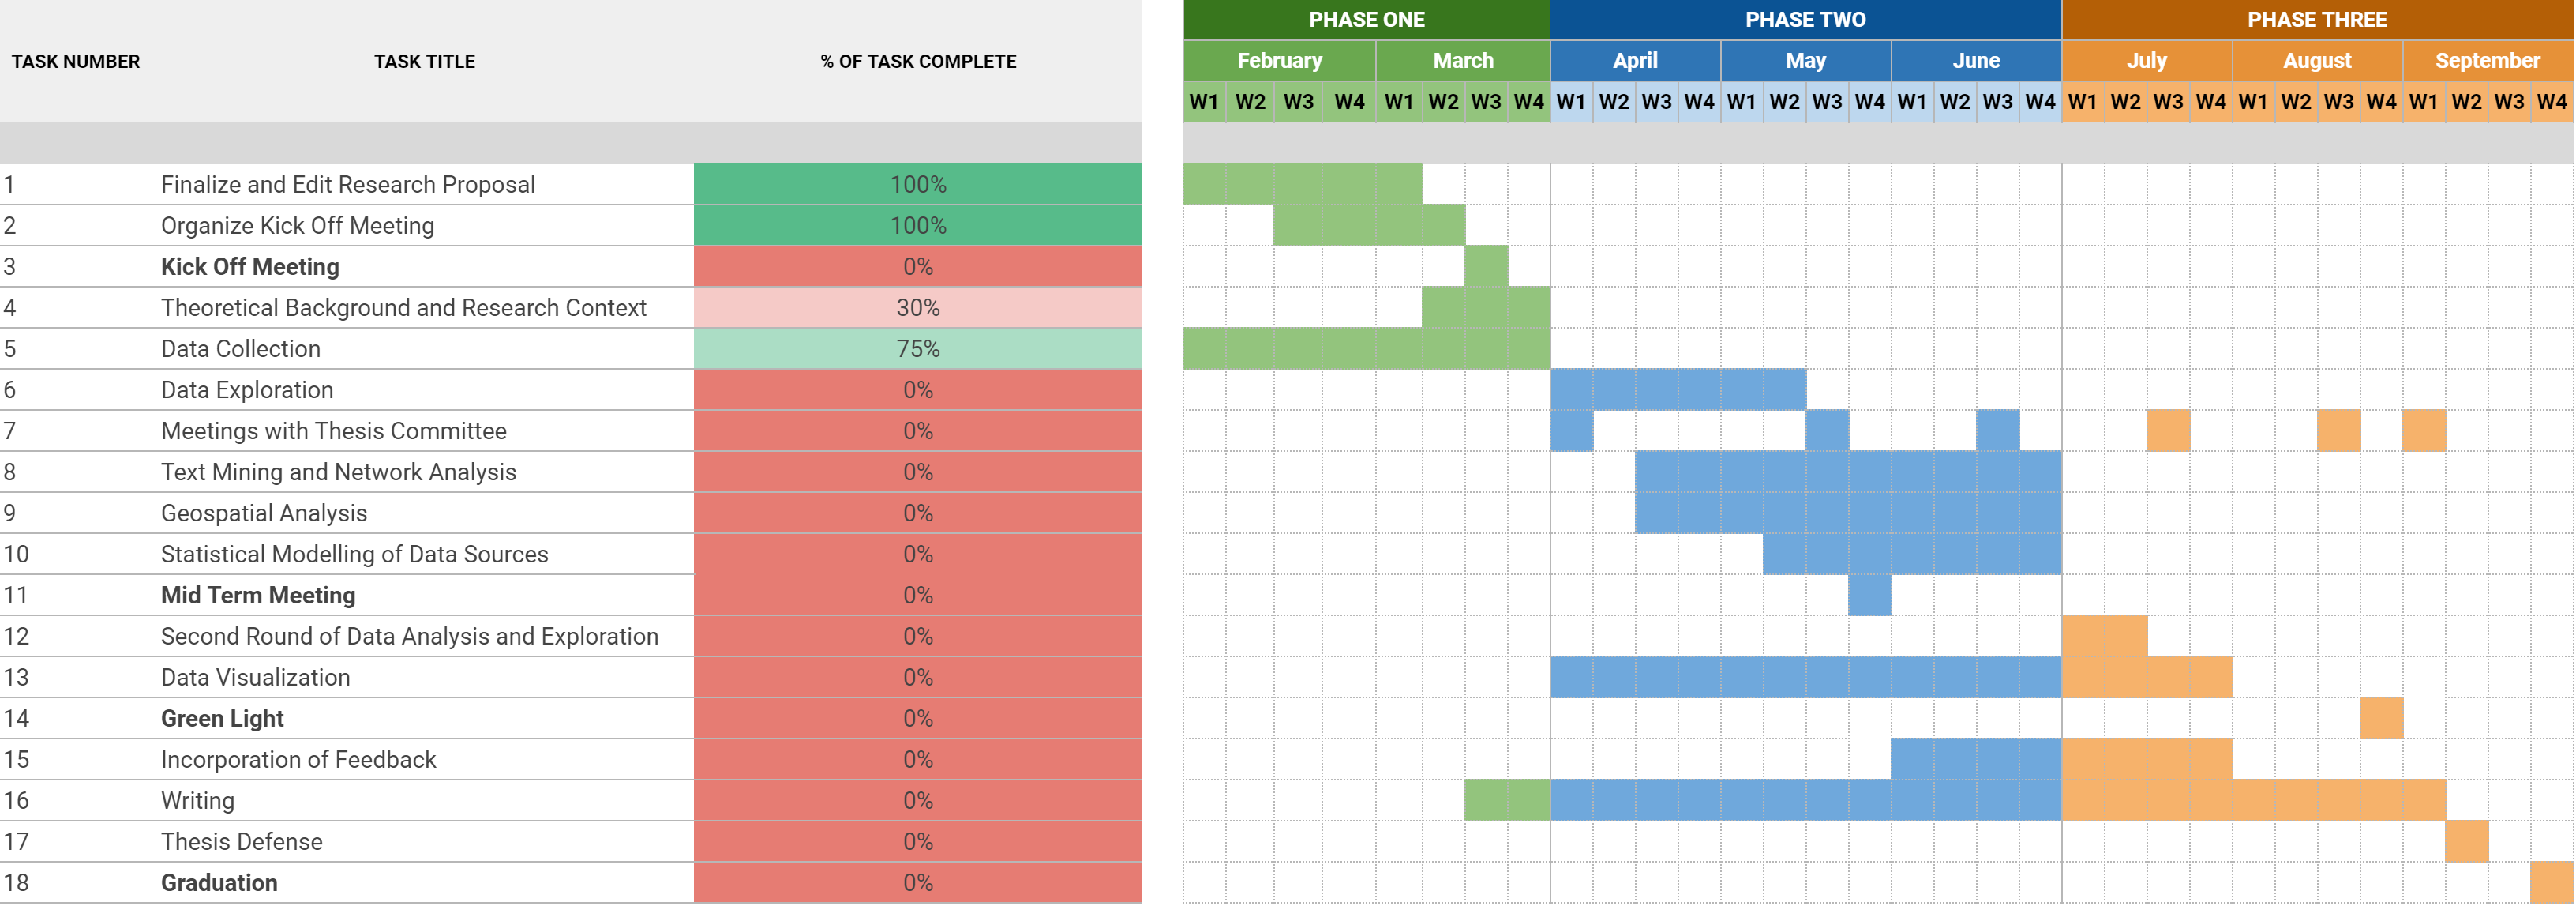 PHASE ONE PHASE TWO PHASE THREE
TASK NUMBER TASK TITLE % OF TASK COMPLETE February March April May June July August September
W1 W2 W3 W4 W1 W2 W3 W4 W1 W2 W3 W4 W1 W2 W3 W4 W1 W2 W3 W4 W1 W2 W3 W4 W1 W2 W3 W4 W1 W2 W3 W4
1 Finalize and Edit Research Proposal 100%
2 Organize Kick Off Meeting 100%
3 Kick Off Meeting 0%
4 Theoretical Background and Research Context 30%
5 Data Collection 75%
6 Data Exploration 0%
7 Meetings with Thesis Committee 0%
8 Text Mining and Network Analysis 0%
9 Geospatial Analysis 0%
10 Statistical Modelling of Data Sources 0%
11 Mid Term Meeting 0%
12 Second Round of Data Analysis and Exploration 0%
13 Data Visualization 0%
14 Green Light 0%
15 Incorporation of Feedback 0%
16 Writing 0%
17 Thesis Defense 0%
18 Graduation 0%